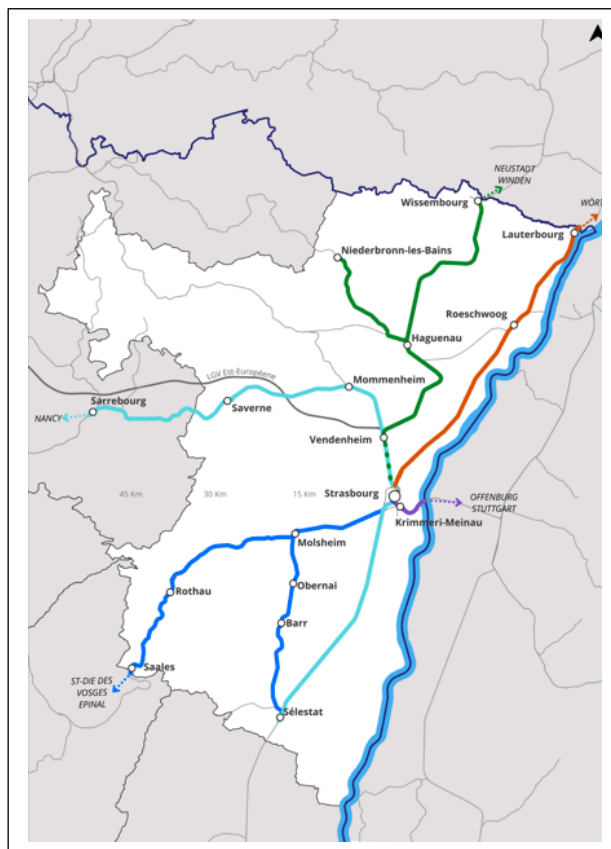 NEUSTADT
WINDEN
Wissembourg
WÖRT
Lauterbourg
Niederbronn-les-Bains
Roeschwoog
Haguenau
LGV Est-Européene
Mommenheim
Sarrebourg
Saverne
NANCY
Vendenheim
Strasbourg
45 Km
30 Km
15 Km
OFFENBURG
STUTTGART
Krimmeri-Meinau
Molsheim
Obernai
Rothau
Barr
Saales
ST-DIE DES
VOSGES
EPINAL
Sélestat